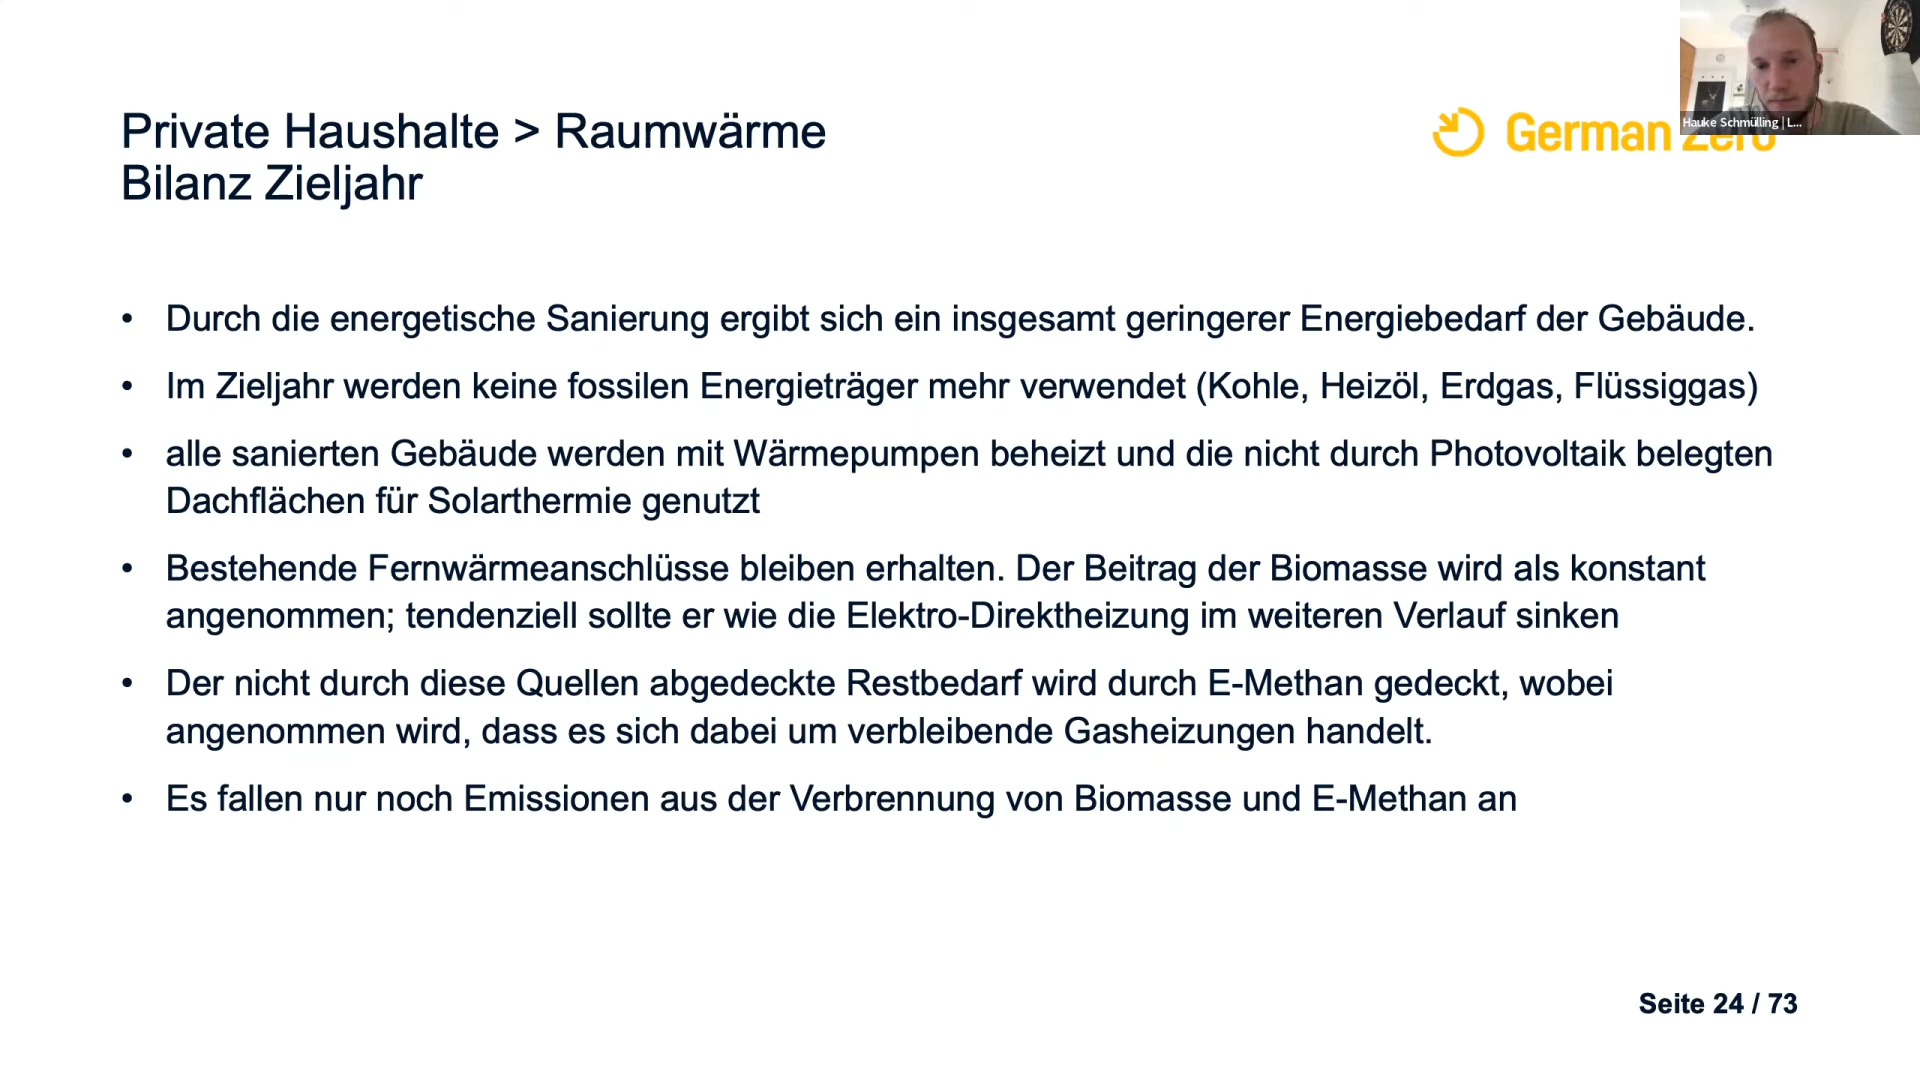 Hauke Schmülling | L...
Private Haushalte > Raumwärme
Bilanz Zieljahr
German Zero
• Durch die energetische Sanierung ergibt sich ein insgesamt geringerer Energiebedarf der Gebäude.
• Im Zieljahr werden keine fossilen Energieträger mehr verwendet (Kohle, Heizöl, Erdgas, Flüssiggas)
• alle sanierten Gebäude werden mit Wärmepumpen beheizt und die nicht durch Photovoltaik belegten
Dachflächen für Solarthermie genutzt
• Bestehende Fernwärmeanschlüsse bleiben erhalten. Der Beitrag der Biomasse wird als konstant
angenommen; tendenziell sollte er wie die Elektro-Direktheizung im weiteren Verlauf sinken
• Der nicht durch diese Quellen abgedeckte Restbedarf wird durch E-Methan gedeckt, wobei
angenommen wird, dass es sich dabei um verbleibende Gasheizungen handelt.
• Es fallen nur noch Emissionen aus der Verbrennung von Biomasse und E-Methan an
Seite 24 / 73